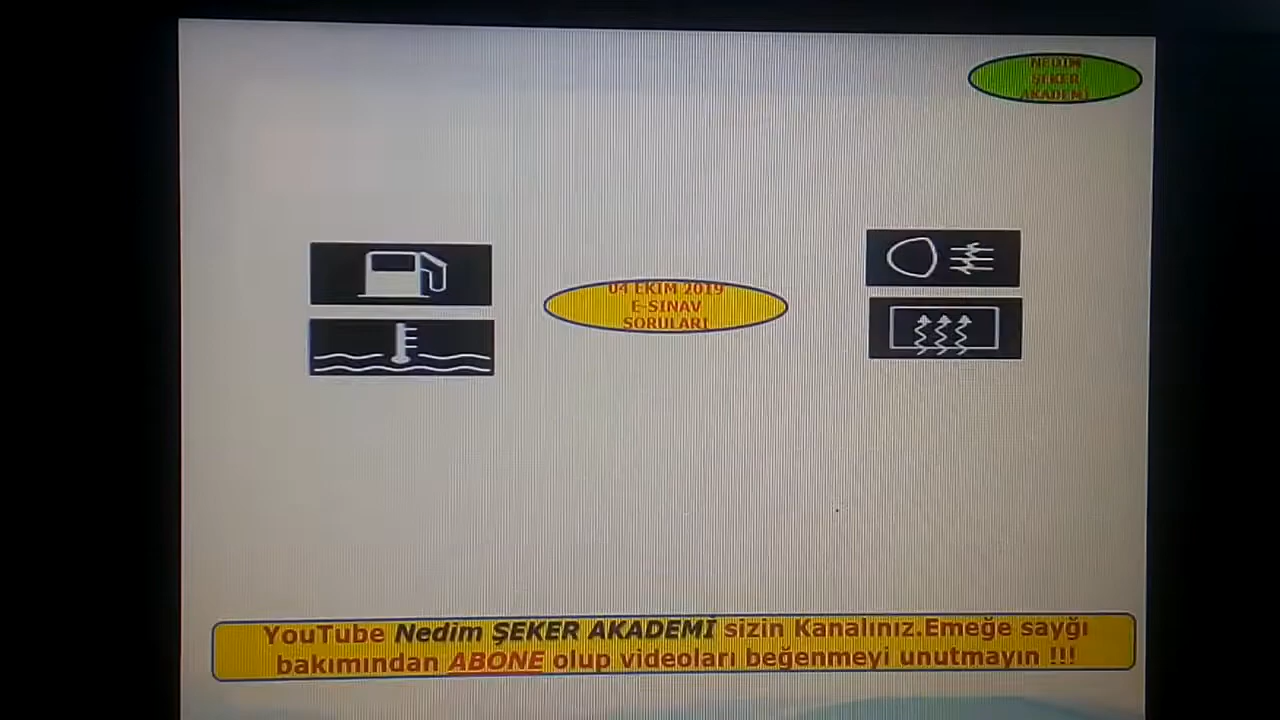 NEDİM
ŞEKER
AKADEMİ
04 EKİM 2019
E-SINAV
SORULARI
YouTube Nedim ŞEKER AKADEMİ sizin Kanalınız.Emeğe saygı
bakımından ABONE olup videoları beğenmeyi unutmayın !!!